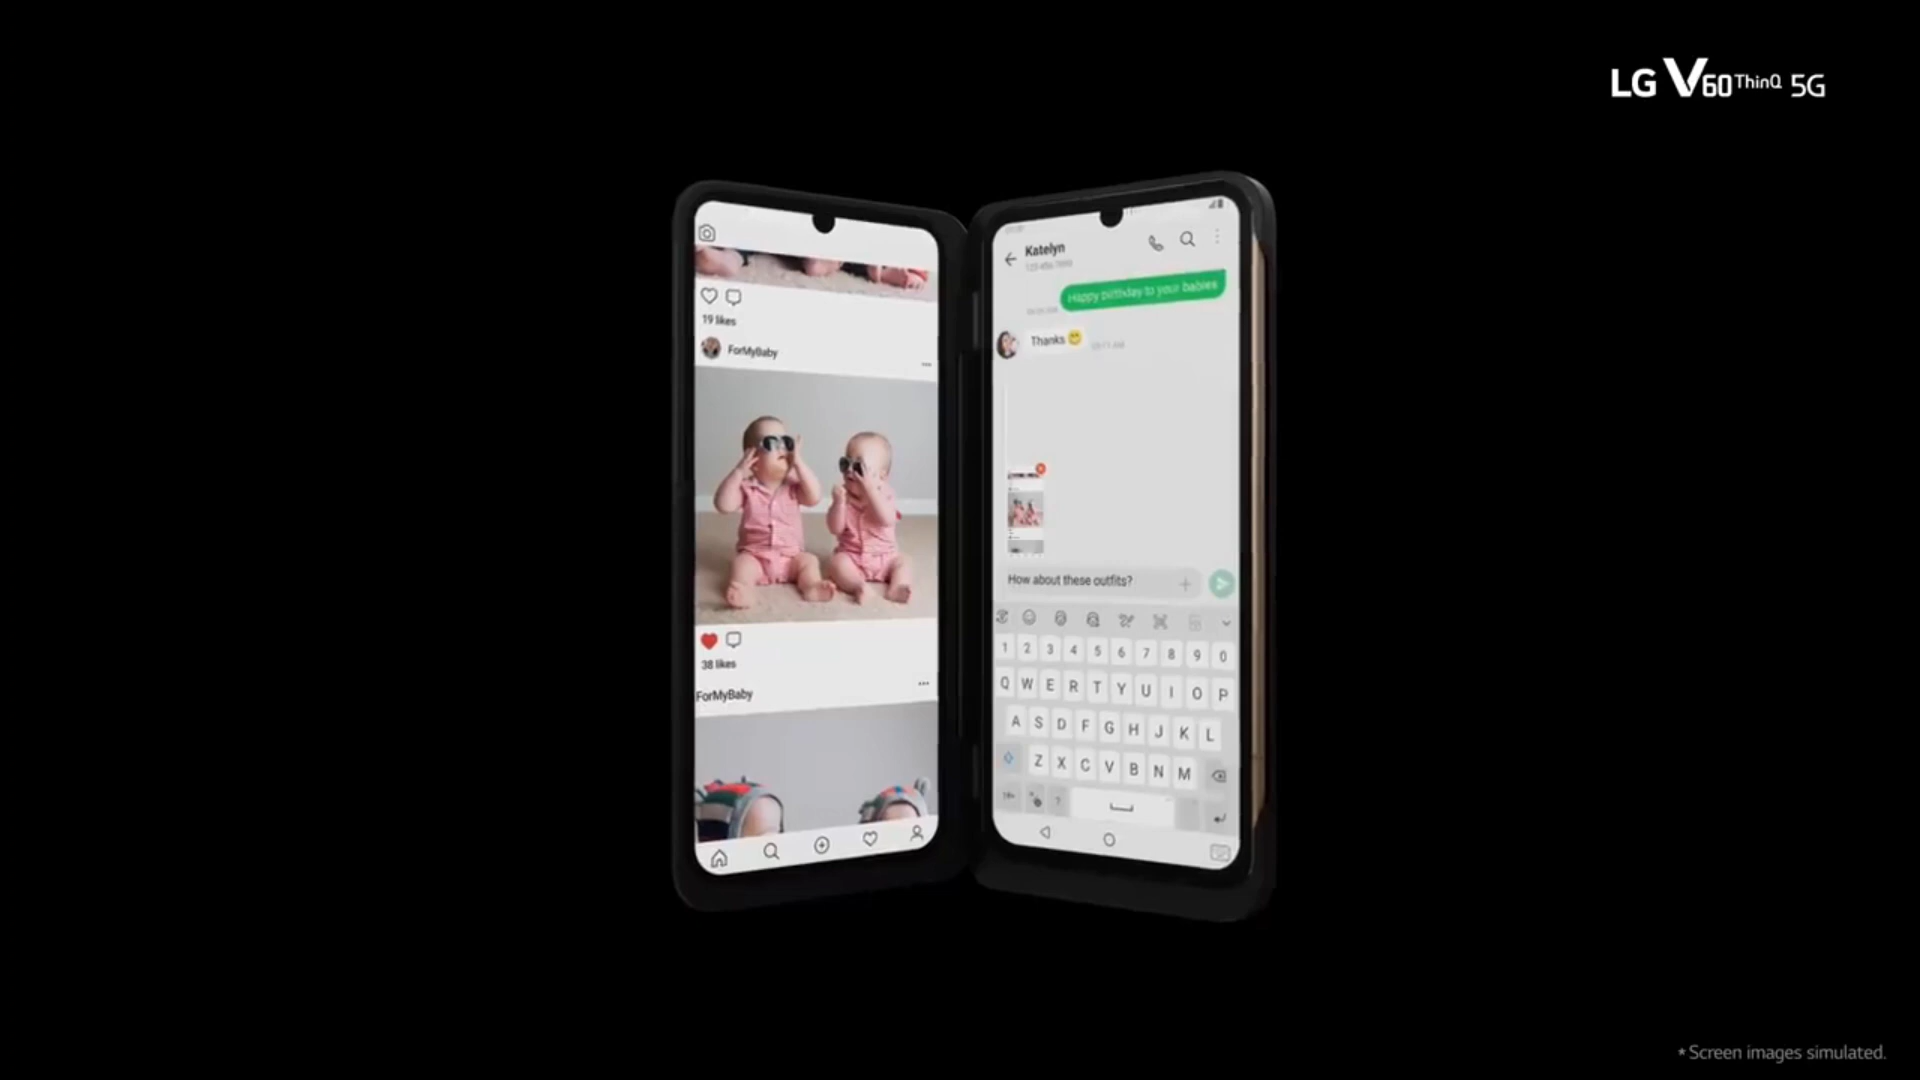 LG V60 ThinQ 5G
19 likes
ForMyBaby
38 likes
ForMyBaby
Katelyn
Happy birthday to your babies
Thanks
How about these outfits?
1 2 3 4 5 6 7 8 9 0
Q W E R T Y U I O P
A S D F G H J K L
Z X C V B N M
?
* Screen images simulated.